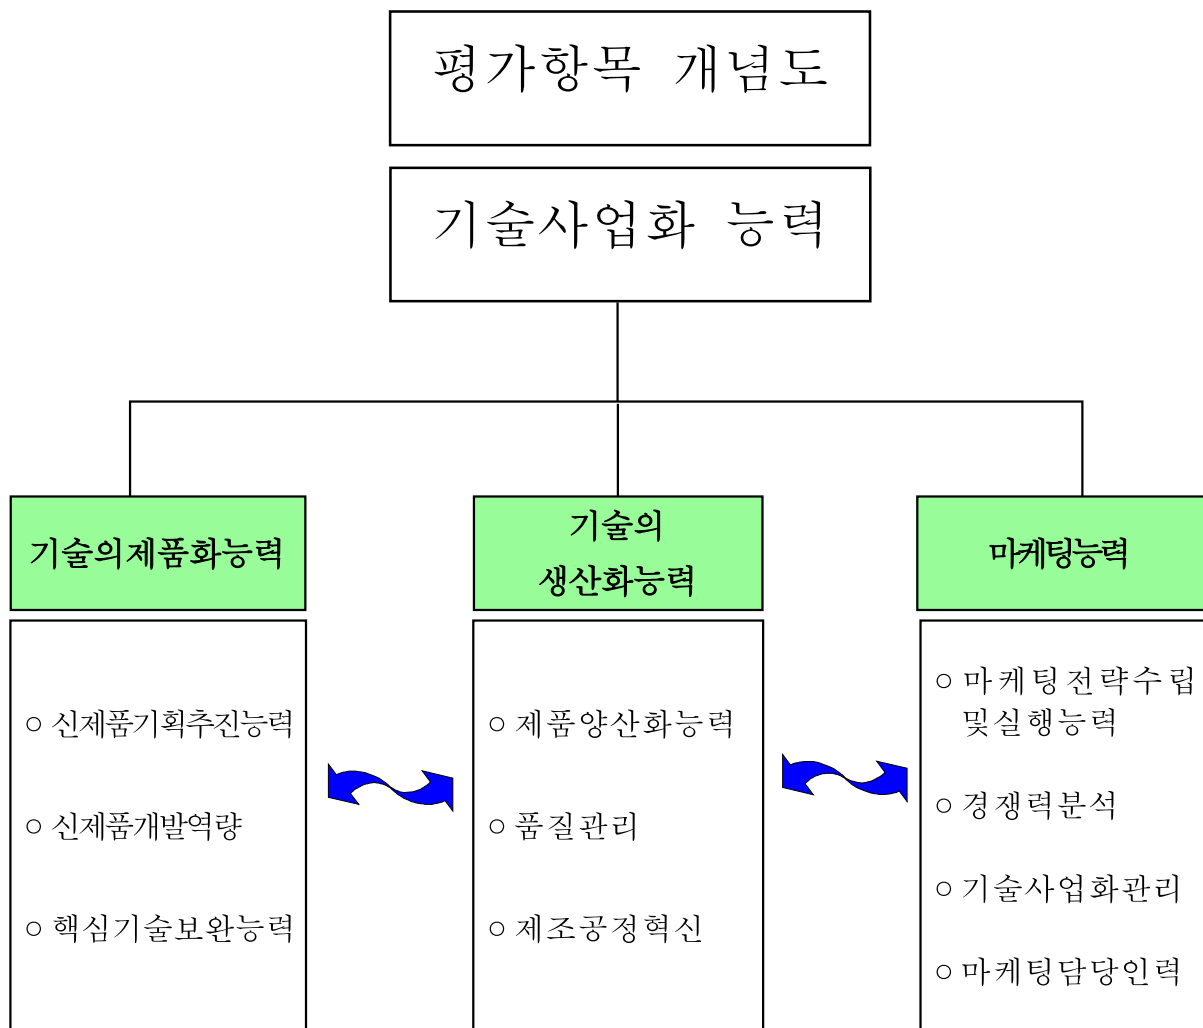 평가항목 개념도
기술사업화 능력
기술의제품화능력
○ 신제품기획추진능력
○ 신제품개발역량
○ 핵심기술보완능력
기술의
생산화능력
○ 제품양산화능력
○ 품질관리
○ 제조공정혁신
마케팅능력
○ 마케팅전략수립
및실행능력
○ 경쟁력분석
○ 기술사업화관리
○ 마케팅담당인력